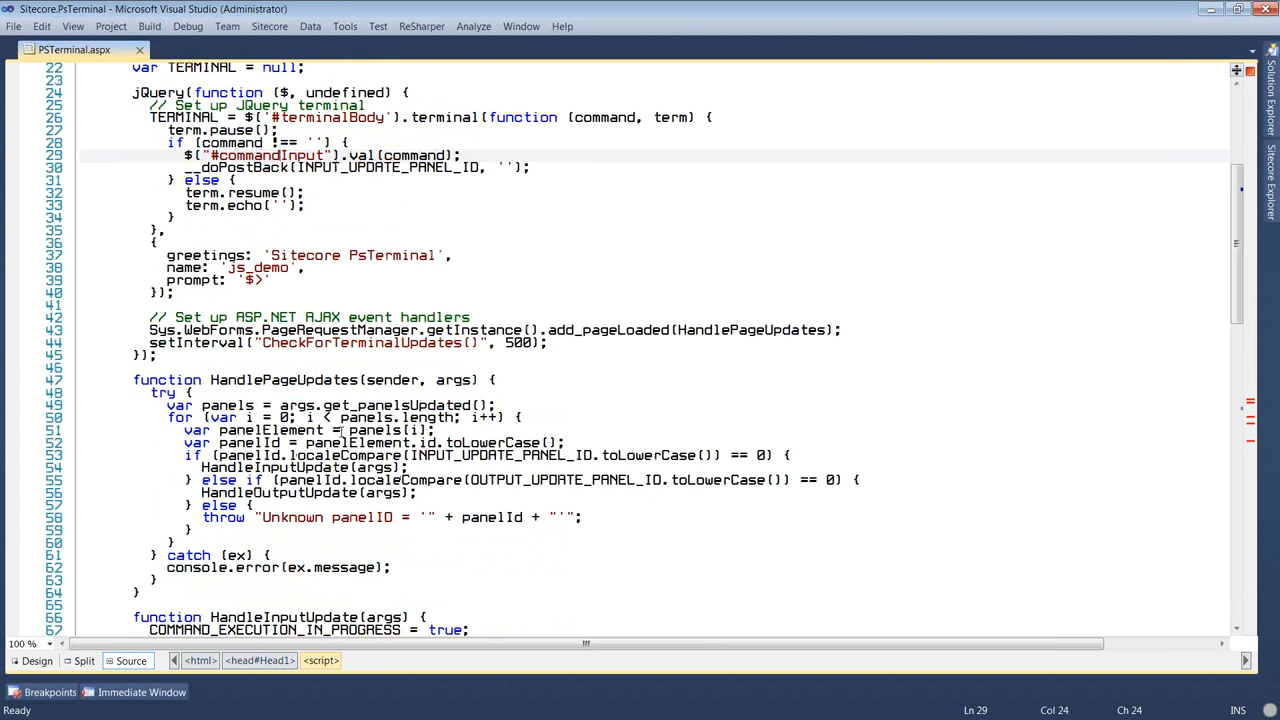 Sitecore.PsTerminal - Microsoft Visual Studio (Administrator)
File Edit View Project Build Debug Team Sitecore Data Tools Test ReSharper Analyze Window Help
PSTerminal.aspx
22 var TERMINAL = null;
23
24 jQuery(function ($, undefined) {
25 // Set up JQuery terminal
26 TERMINAL = $('#terminalBody').terminal(function (command, term) {
27 term.pause();
28 if (command !== '') {
29 $("#commandInput").val(command);
30 __doPostBack(INPUT_UPDATE_PANEL_ID, '');
31 } else {
32 term.resume();
33 term.echo('');
34 }
35 },
36 {
37 greetings: 'Sitecore PsTerminal',
38 name: 'js_demo',
39 prompt: '$>'
40 });
41
42 // Set up ASP.NET AJAX event handlers
43 Sys.WebForms.PageRequestManager.getInstance().add_pageLoaded(HandlePageUpdates);
44 setInterval("CheckForTerminalUpdates()", 500);
45 });
46
47 function HandlePageUpdates(sender, args) {
48 try {
49 var panels = args.get_panelsUpdated();
50 for (var i = 0; i < panels.length; i++) {
51 var panelElement = panels[i];
52 var panelId = panelElement.id.toLowerCase();
53 if (panelId.localeCompare(INPUT_UPDATE_PANEL_ID.toLowerCase()) == 0) {
54 HandleInputUpdate(args);
55 } else if (panelId.localeCompare(OUTPUT_UPDATE_PANEL_ID.toLowerCase()) == 0) {
56 HandleOutputUpdate(args);
57 } else {
58 throw "Unknown panelID = '" + panelId + "'";
59 }
60 }
61 } catch (ex) {
62 console.error(ex.message);
63 }
64 }
65
66 function HandleInputUpdate(args) {
67 COMMAND_EXECUTION_IN_PROGRESS = true;
100 %
Design Split Source <html> <head#Head1> <script>
Breakpoints Immediate Window
Ready Ln 29 Col 24 Ch 24 INS
Solution Explorer
Sitecore Explorer